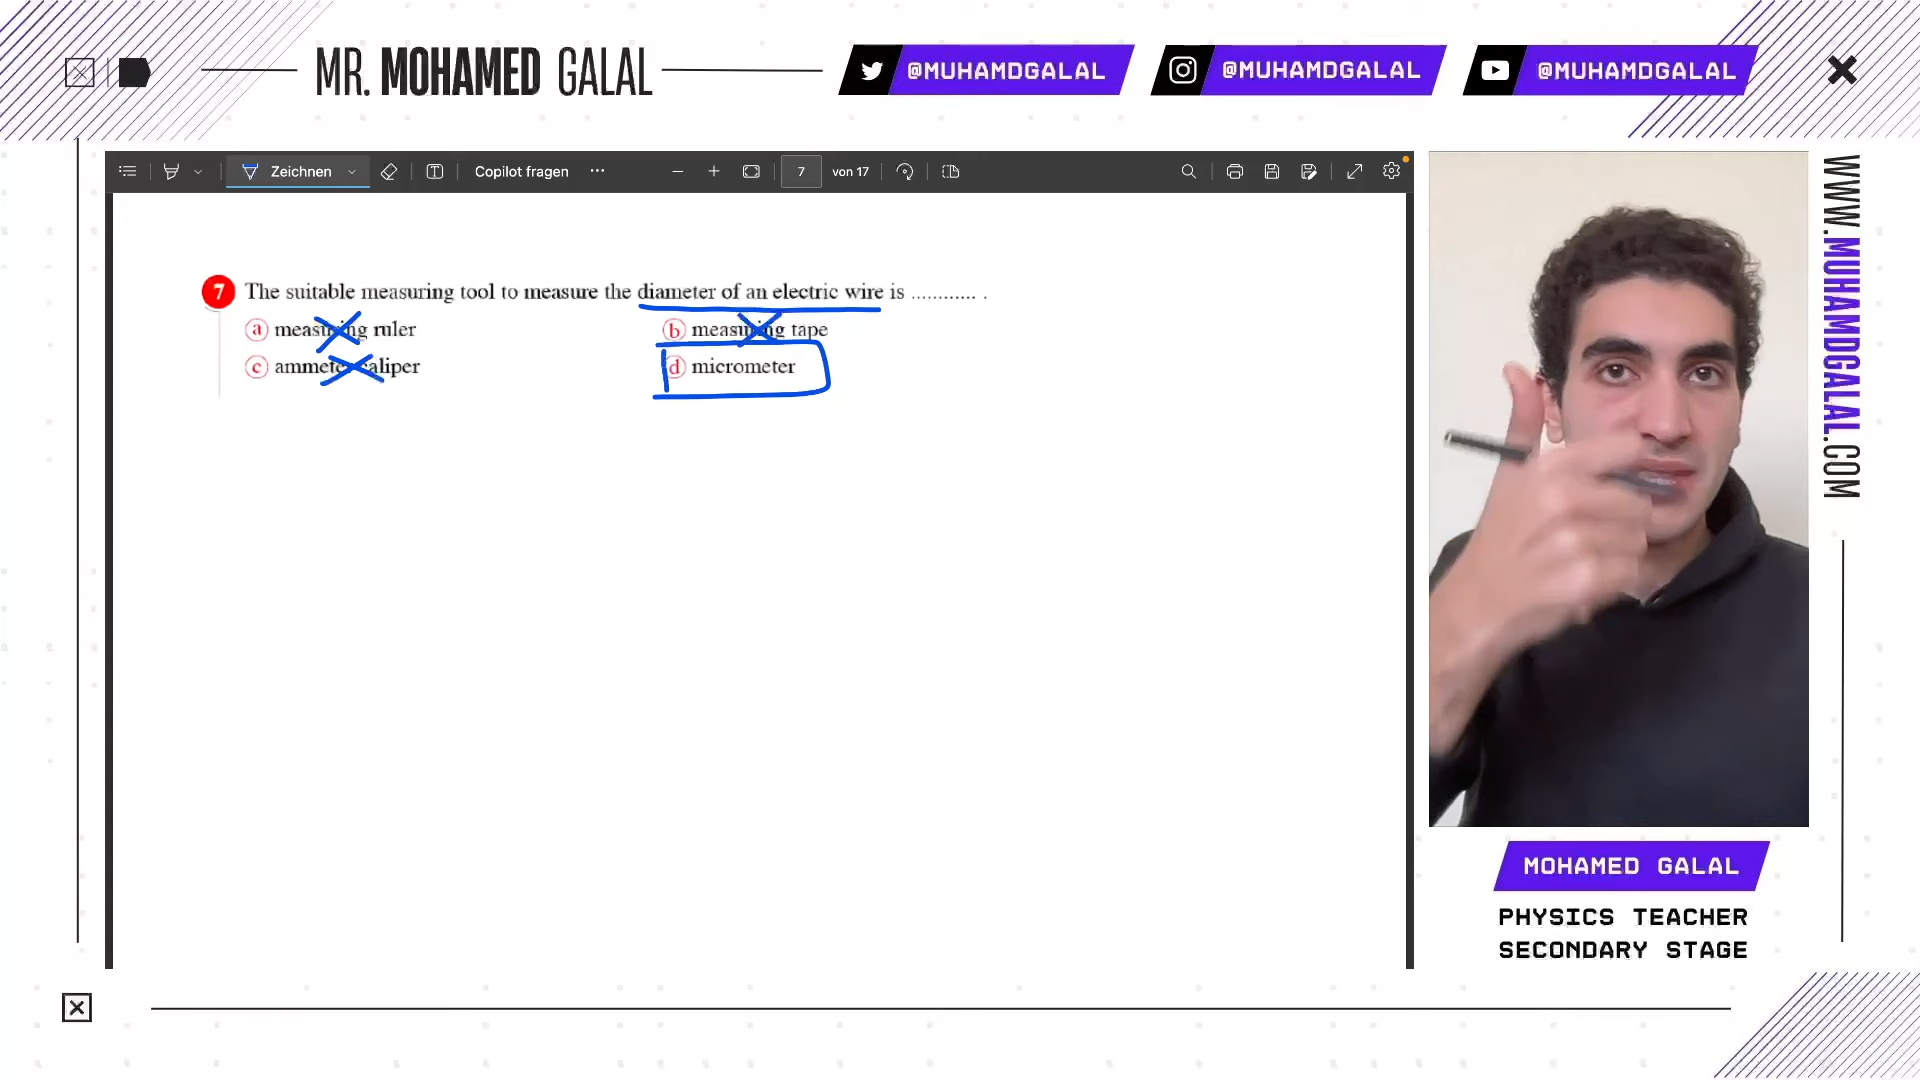 MR. MOHAMED GALAL
@MUHAMDGALAL
@MUHAMDGALAL
@MUHAMDGALAL
Zeichnen
Copilot fragen
7
von 17
WWW.MUHAMDGALAL.COM
7 The suitable measuring tool to measure the diameter of an electric wire is ............ .
a measuring ruler
b measuring tape
c ammeter caliper
d micrometer
MOHAMED GALAL
PHYSICS TEACHER
SECONDARY STAGE